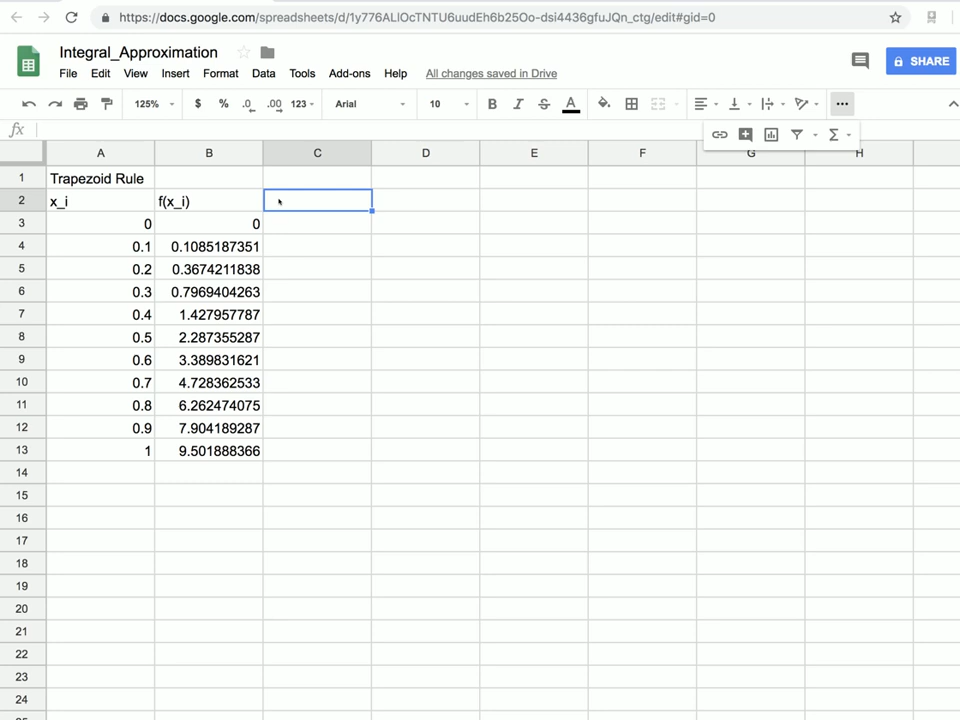 https://docs.google.com/spreadsheets/d/1y776ALIOcTNTU6uudEh6b25Oo-dsi4436gfuJQn_ctg/edit#gid=0
Integral_Approximation
File Edit View Insert Format Data Tools Add-ons Help All changes saved in Drive
SHARE
125% $ % .0 .00 123 Arial 10 B I S A
fx
A B C D E F G H
1 Trapezoid Rule
2 x_i f(x_i)
3 0 0
4 0.1 0.1085187351
5 0.2 0.3674211838
6 0.3 0.7969404263
7 0.4 1.427957787
8 0.5 2.287355287
9 0.6 3.389831621
10 0.7 4.728362533
11 0.8 6.262474075
12 0.9 7.904189287
13 1 9.501888366
14
15
16
17
18
19
20
21
22
23
24